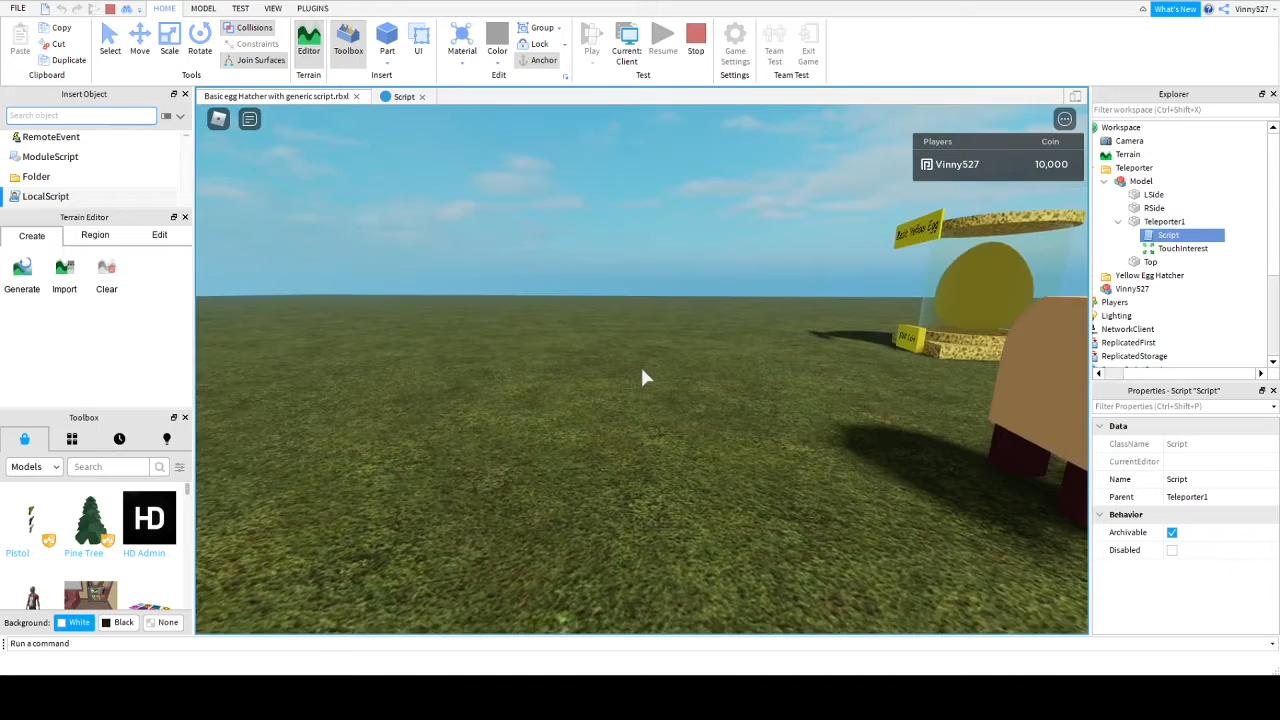 FILE HOME MODEL TEST VIEW PLUGINS What's New Vinny527
Paste Copy Cut Duplicate Clipboard
Select Move Scale Rotate Collisions Constraints Join Surfaces Tools
Editor Terrain
Toolbox Part UI Insert
Material Color Group Lock Anchor Edit
Play Current: Client Resume Stop Test
Game Settings Settings
Team Test Exit Game Team Test
Insert Object
Search object
RemoteEvent
ModuleScript
Folder
LocalScript
Terrain Editor
Create Region Edit
Generate Import Clear
Toolbox
Models Search
Pistol Pine Tree HD Admin
HD
Background: White Black None
Run a command
Basic egg Hatcher with generic script.rbxl Script
Players Coin
Vinny527 10,000
Basic Yellow Egg
Explorer
Filter workspace (Ctrl+Shift+X)
Workspace
Camera
Terrain
Teleporter
Model
LSide
RSide
Teleporter1
Script
TouchInterest
Top
Yellow Egg Hatcher
Vinny527
Players
Lighting
NetworkClient
ReplicatedFirst
ReplicatedStorage
Properties - Script "Script"
Filter Properties (Ctrl+Shift+P)
Data
ClassName Script
CurrentEditor
Name Script
Parent Teleporter1
Behavior
Archivable
Disabled